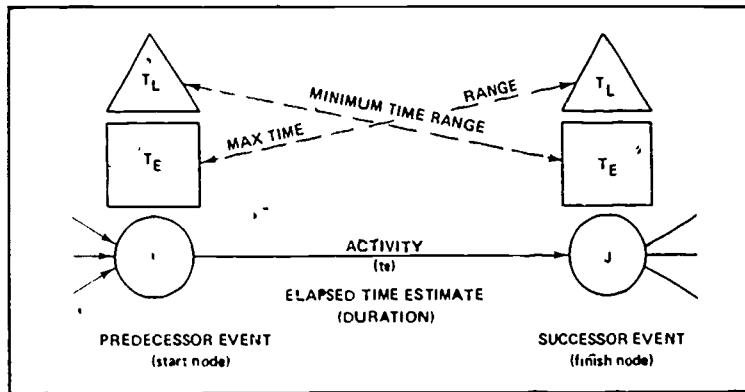 T_L
T_L
RANGE
MINIMUM TIME RANGE
MAX TIME
T_E
T_E
ACTIVITY
J
(te)
ELAPSED TIME ESTIMATE
(DURATION)
PREDECESSOR EVENT
SUCCESSOR EVENT
(start node)
(finish node)